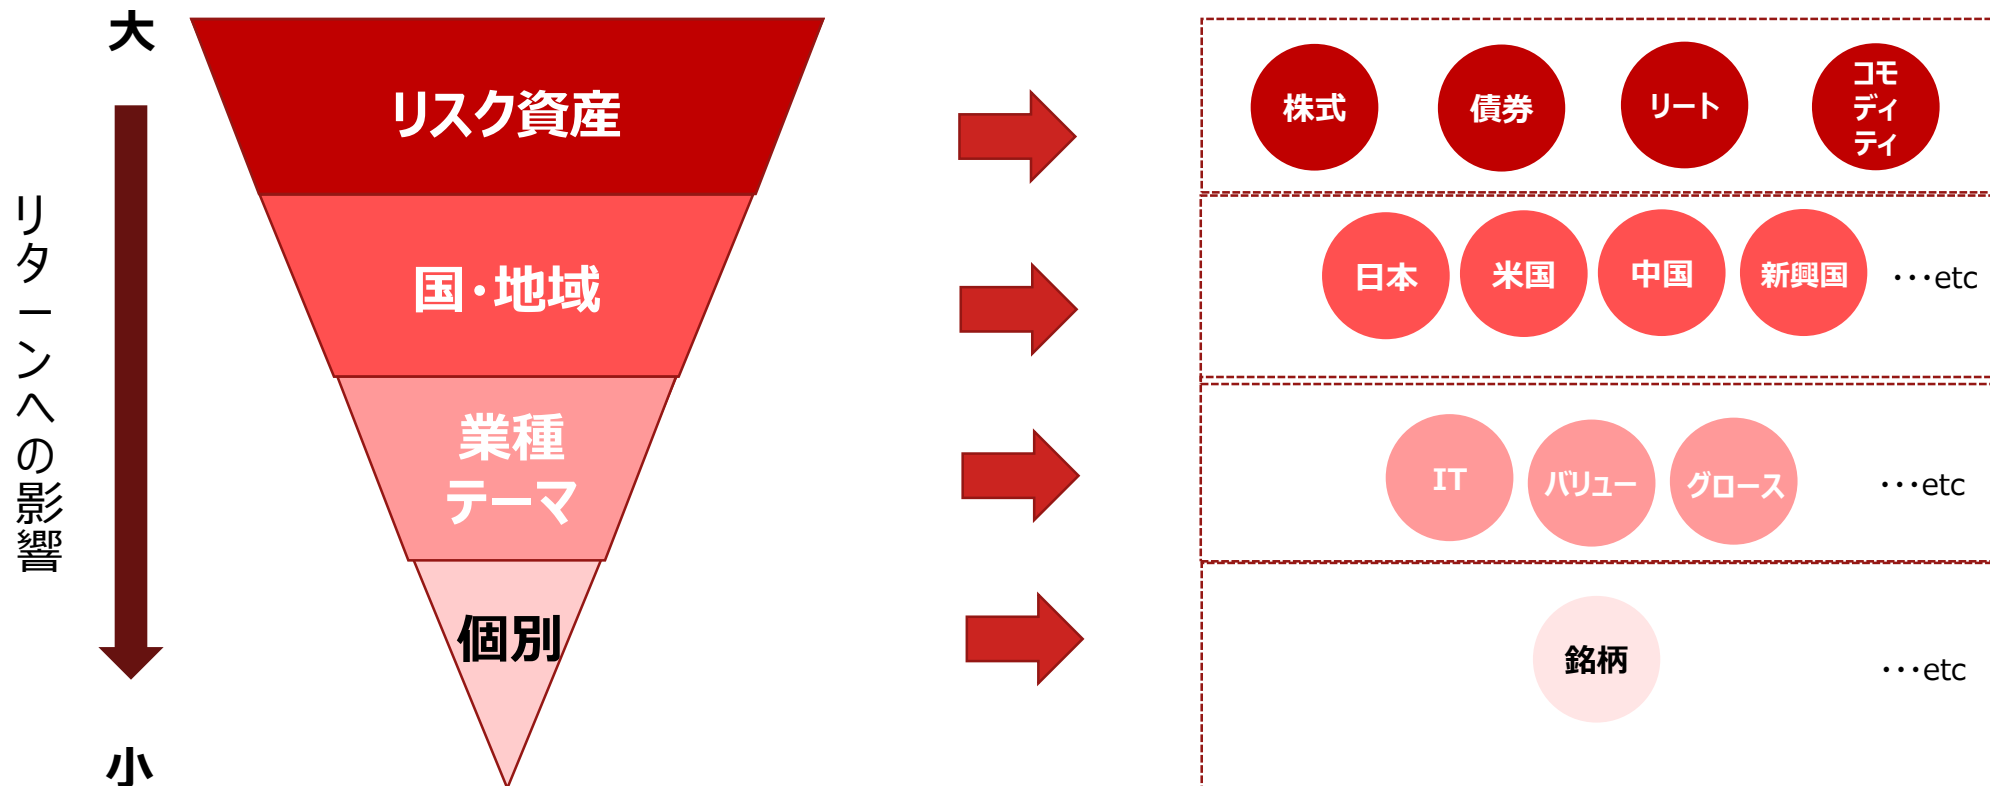 大
リターンへの影響
小
リスク資産
国・地域
業種
テーマ
個別
株式
債券
リート
コモ
ディ
ティ
日本
米国
中国
新興国
・・・etc
IT
バリュー
グロース
・・・etc
銘柄
・・・etc